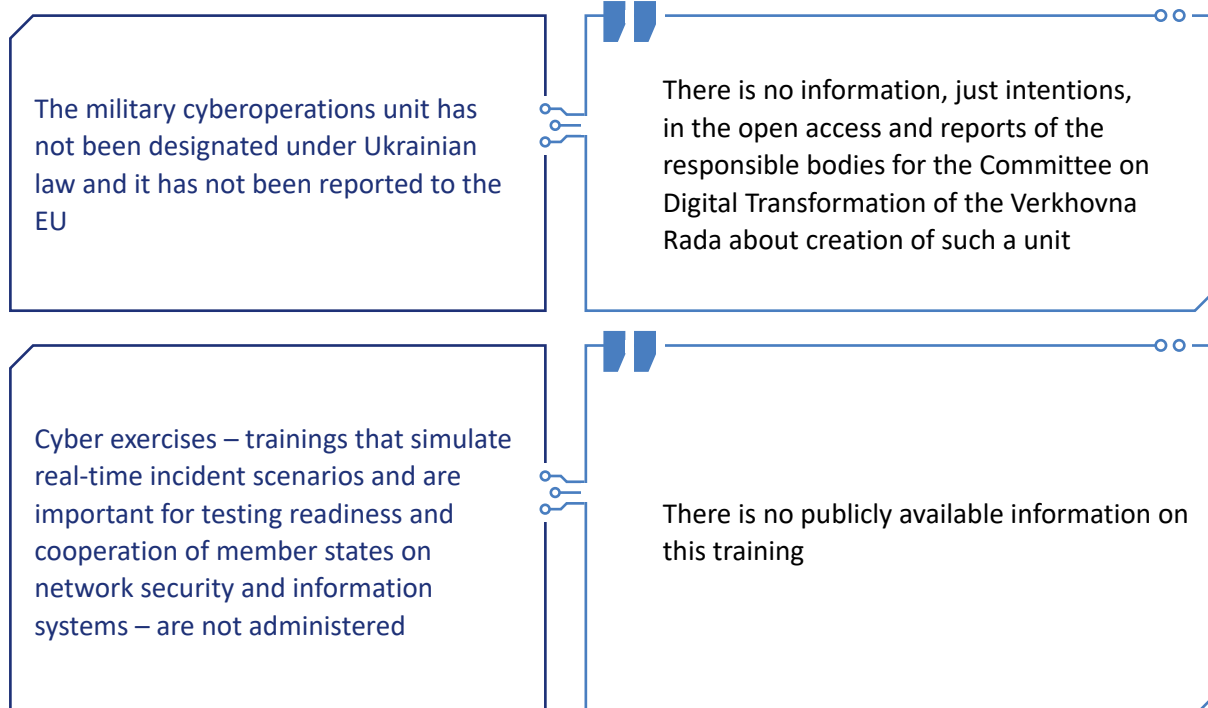 The military cyberoperations unit has
not been designated under Ukrainian
law and it has not been reported to the
EU
There is no information, just intentions,
in the open access and reports of the
responsible bodies for the Committee on
Digital Transformation of the Verkhovna
Rada about creation of such a unit
Cyber exercises – trainings that simulate
real-time incident scenarios and are
important for testing readiness and
cooperation of member states on
network security and information
systems – are not administered
There is no publicly available information on
this training